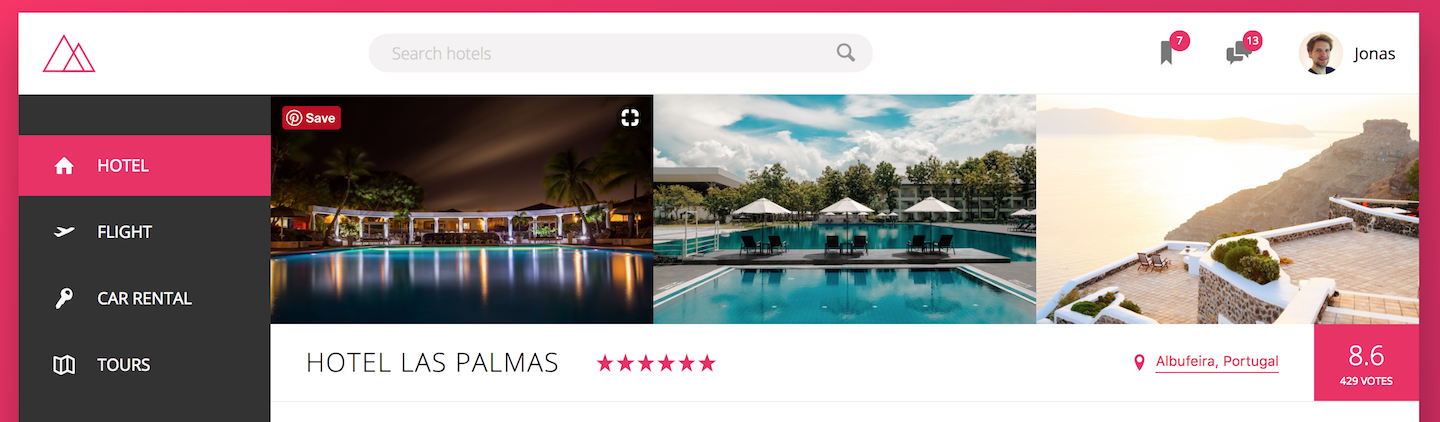 Search hotels
7
13
Jonas
Save
HOTEL
FLIGHT
CAR RENTAL
TOURS
HOTEL LAS PALMAS
Albufeira, Portugal
8.6
429 VOTES